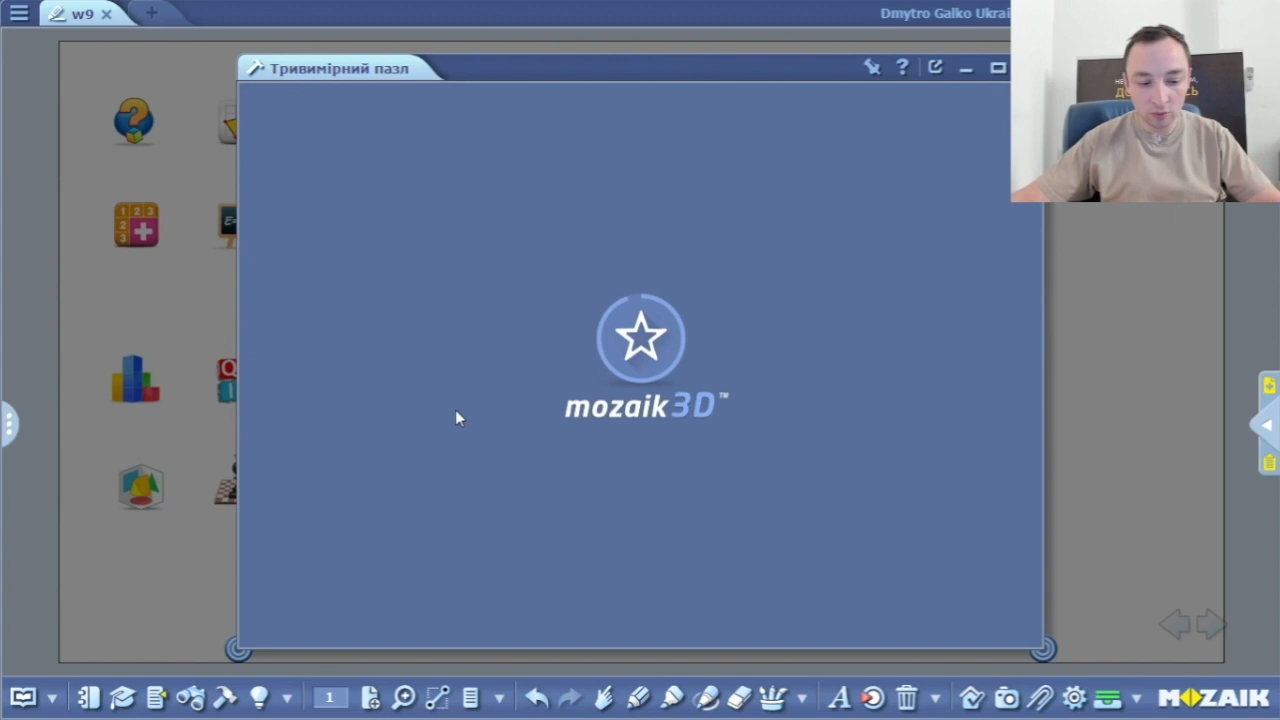 w9
Dmytro Galko Ukrai
Тривимірний пазл
mozaik3D™
1
MOZAIK